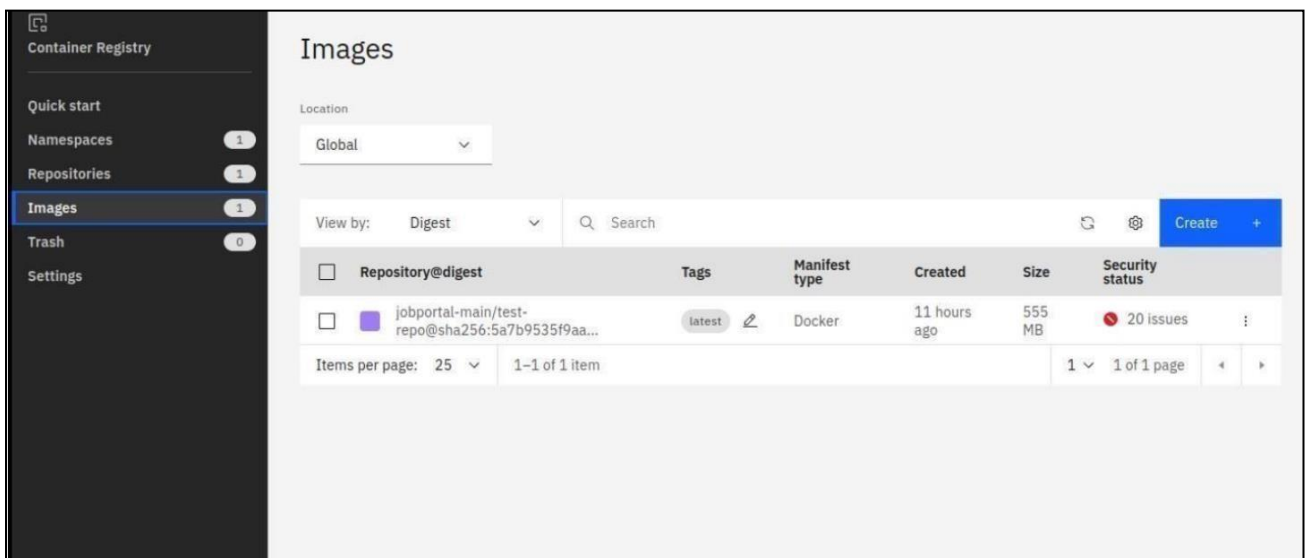 Container Registry
Quick start
Namespaces 1
Repositories 1
Images 1
Trash 0
Settings
Images
Location
Global
View by: Digest Search Create +
Repository@digest Tags Manifest type Created Size Security status
jobportal-main/test-
repo@sha256:5a7b9535f9aa... latest Docker 11 hours ago 555 MB 20 issues
Items per page: 25 1–1 of 1 item 1 1 of 1 page